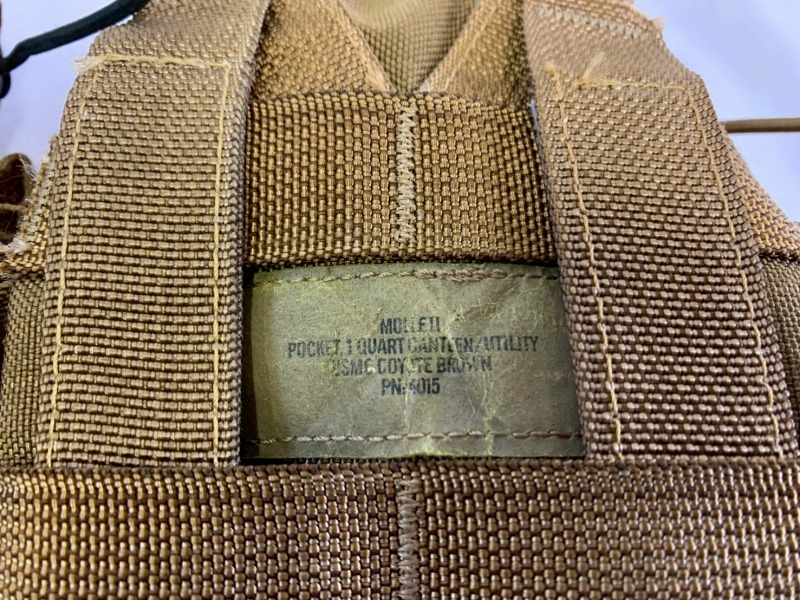 MOLLE II
POCKET, 1 QUART CANTEEN/UTILITY
USMC COYOTE BROWN
PN: 4015